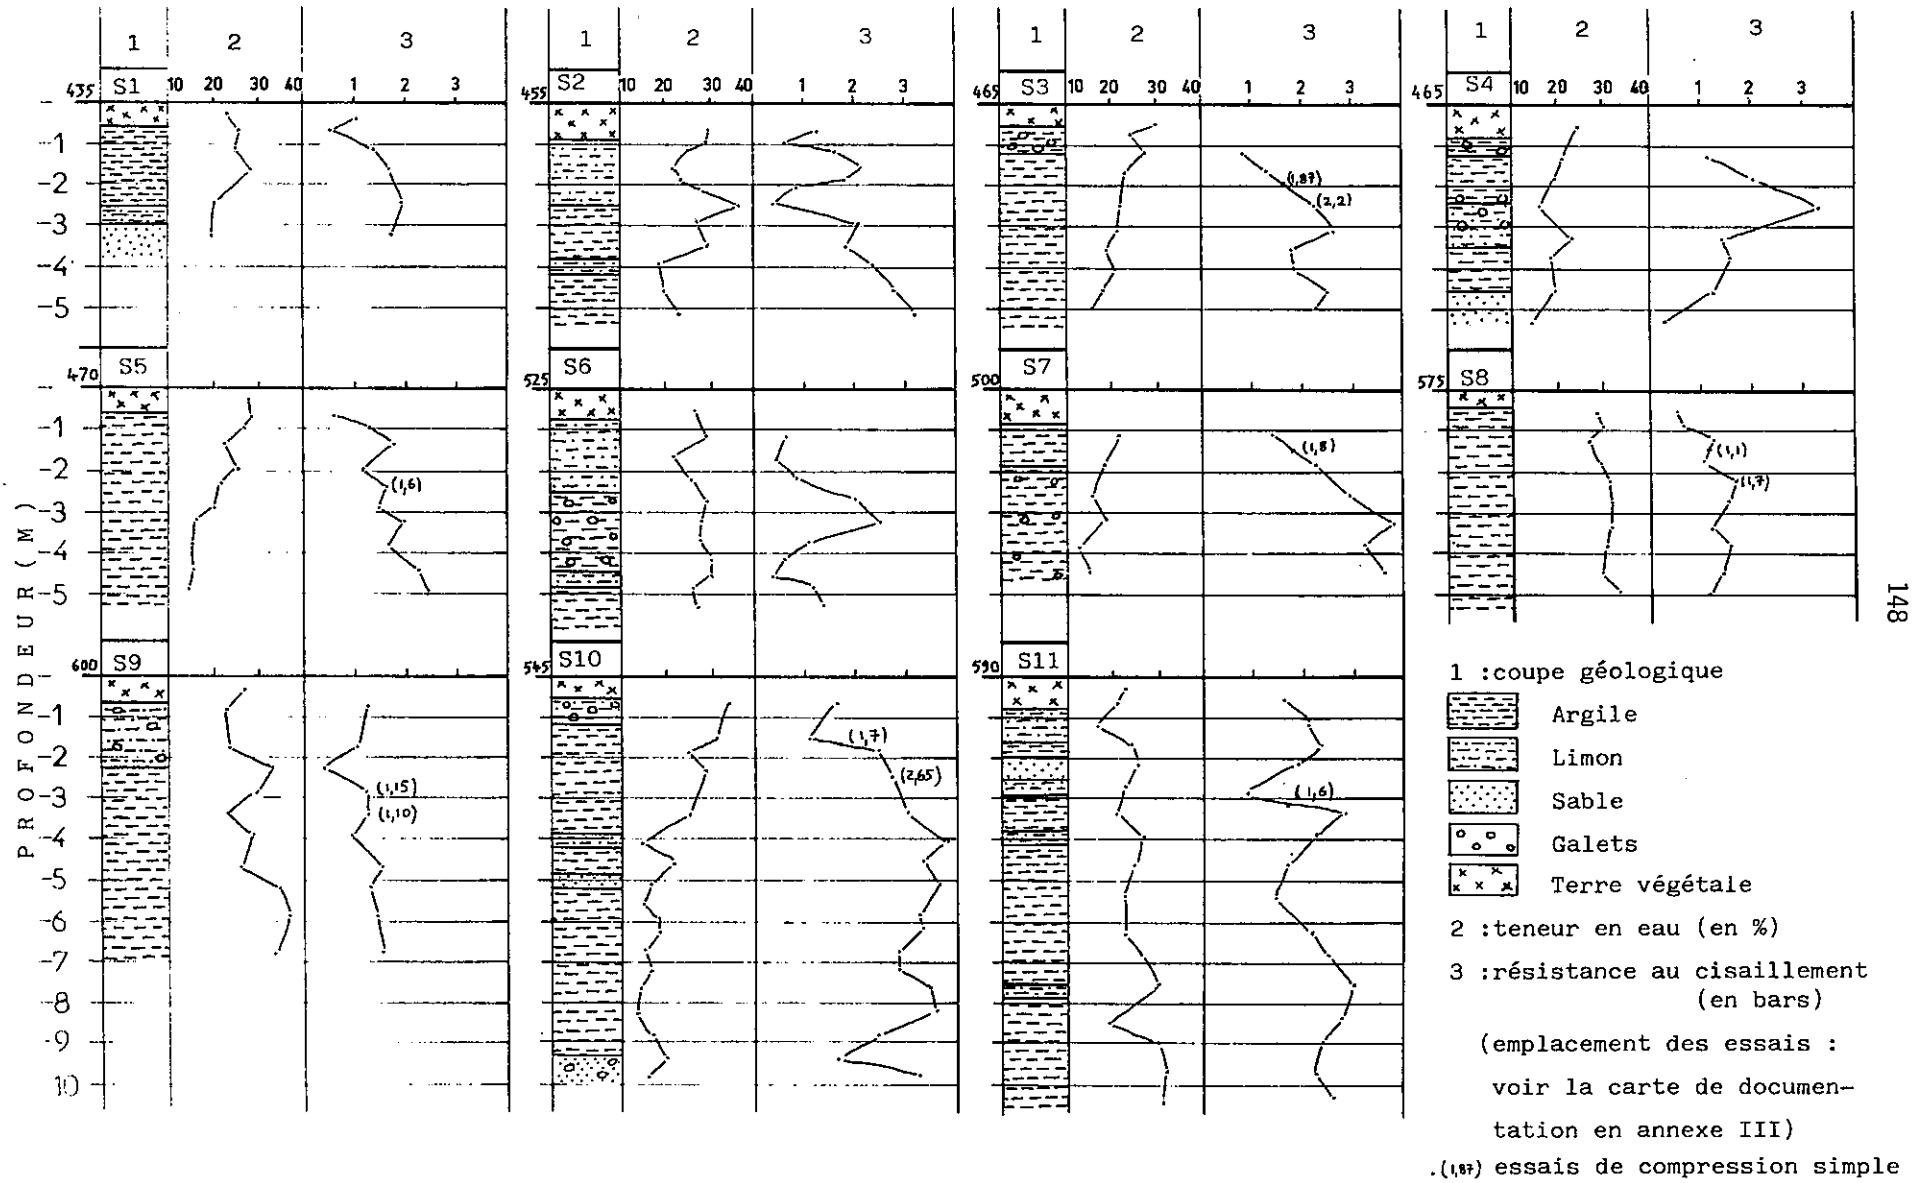 1 2 3 1 2 3 1 2 3 1 2 3
S1 10 20 30 40 1 2 3 S2 10 20 30 40 1 2 3 S3 10 20 30 40 1 2 3 S4 10 20 30 40 1 2 3
435 455 465 465
-1
-2 (1,87)
(2,2)
-3
-4
-5
S5 S6 S7 S8
470 525 500 575
-1
(1,8) (1,1)
-2
(1,6) (1,7)
-3
-4
-5
PROFONDEUR (M)
148
S9 S10 S11
600 545 590
-1
(1,7)
-2
(2,65)
(1,15) (1,6)
-3
(1,10)
-4
-5
-6
-7
-8
-9
10
1 :coupe géologique
Argile
Limon
Sable
Galets
Terre végétale
2 :teneur en eau (en %)
3 :résistance au cisaillement
(en bars)
(emplacement des essais :
voir la carte de documen-
tation en annexe III)
.(1,87) essais de compression simple